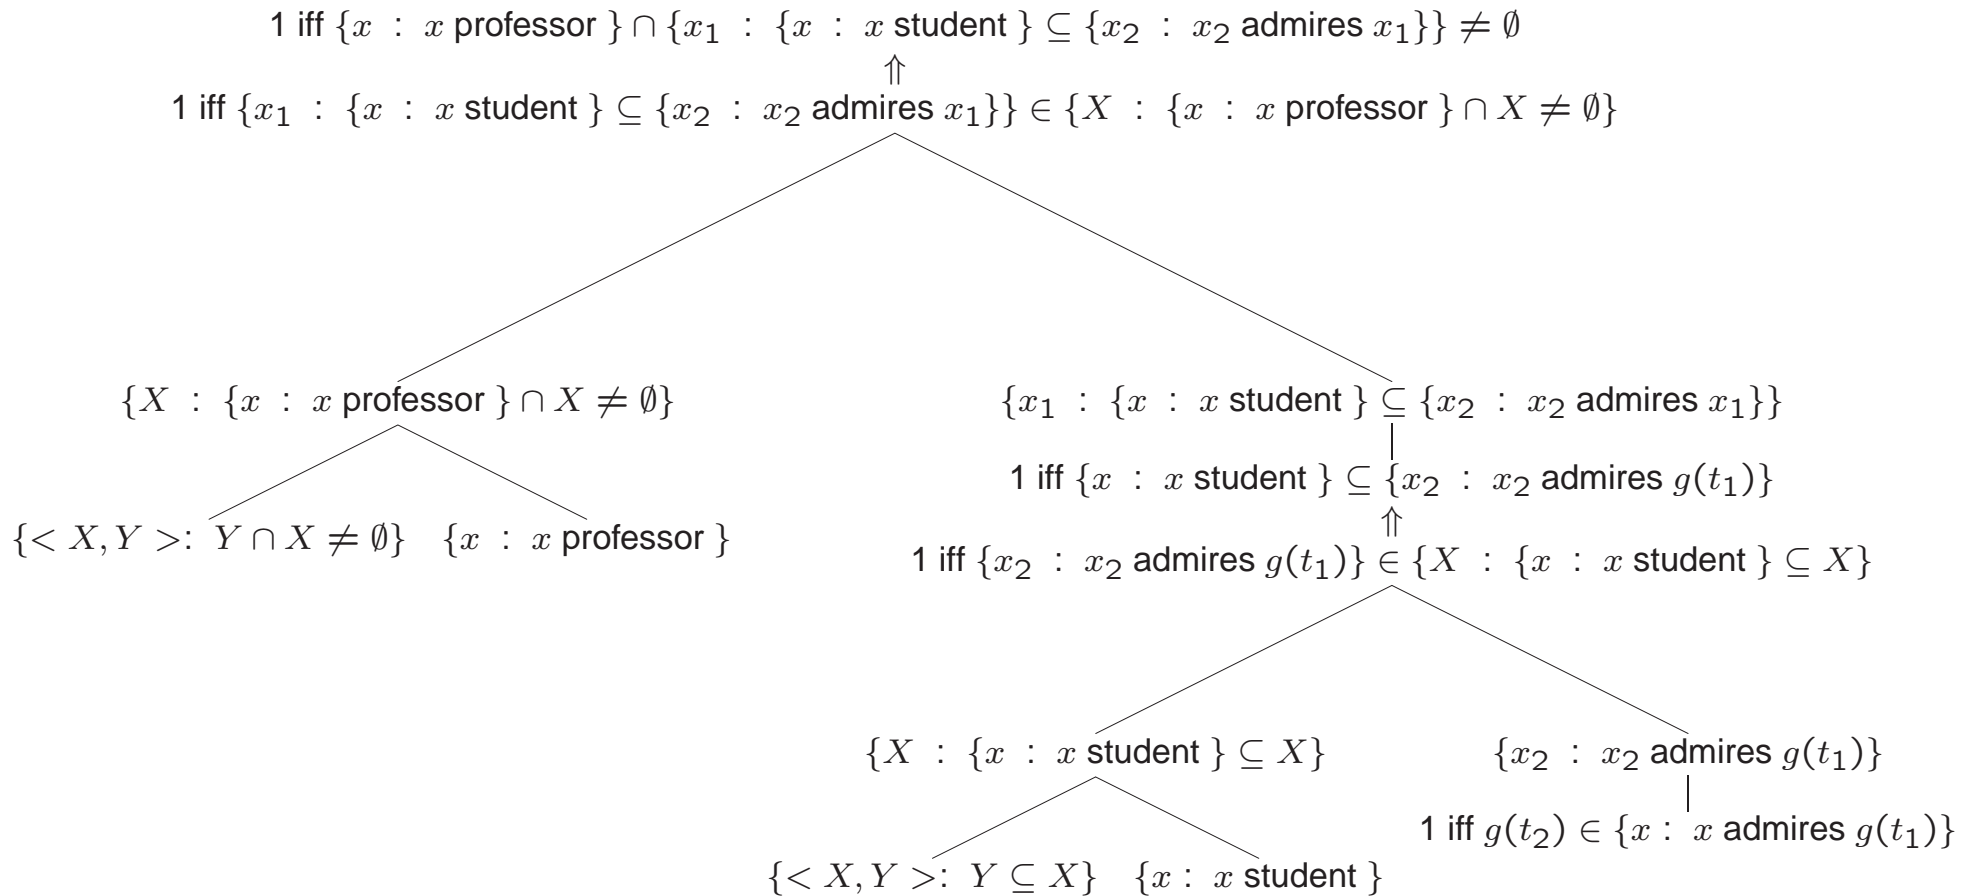 1 iff {x : x professor } ∩ {x₁ : {x : x student } ⊆ {x₂ : x₂ admires x₁}} ≠ ∅
⇑
1 iff {x₁ : {x : x student } ⊆ {x₂ : x₂ admires x₁}} ∈ {X : {x : x professor } ∩ X ≠ ∅}
{X : {x : x professor } ∩ X ≠ ∅} {x₁ : {x : x student } ⊆ {x₂ : x₂ admires x₁}}
1 iff {x : x student } ⊆ {x₂ : x₂ admires g(t₁)}
{< X, Y >: Y ∩ X ≠ ∅} {x : x professor } ⇑
1 iff {x₂ : x₂ admires g(t₁)} ∈ {X : {x : x student } ⊆ X}
{X : {x : x student } ⊆ X} {x₂ : x₂ admires g(t₁)}
1 iff g(t₂) ∈ {x : x admires g(t₁)}
{< X, Y >: Y ⊆ X} {x : x student }